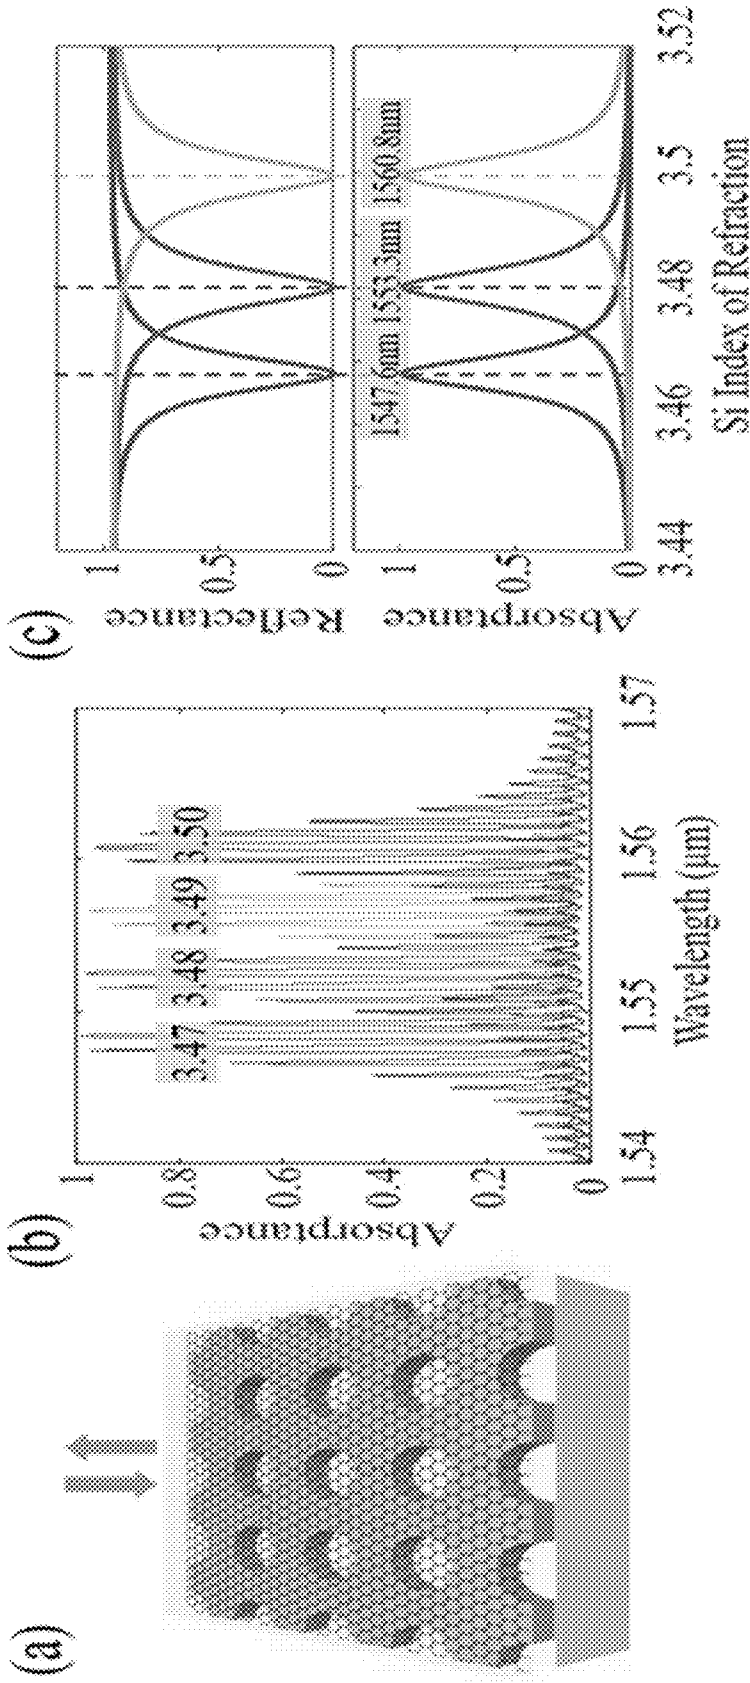 (a)
(b)
Absorptance
1
0.8
0.6
0.4
0.2
0
3.47
3.48
3.49
3.50
1.54
1.55
1.56
1.57
Wavelength (μm)
(c)
Reflectance
1
0.5
0
Absorptance
1
0.5
0
1547.6nm
1553.3nm
1560.8nm
3.44
3.46
3.48
3.5
3.52
Si Index of Refraction